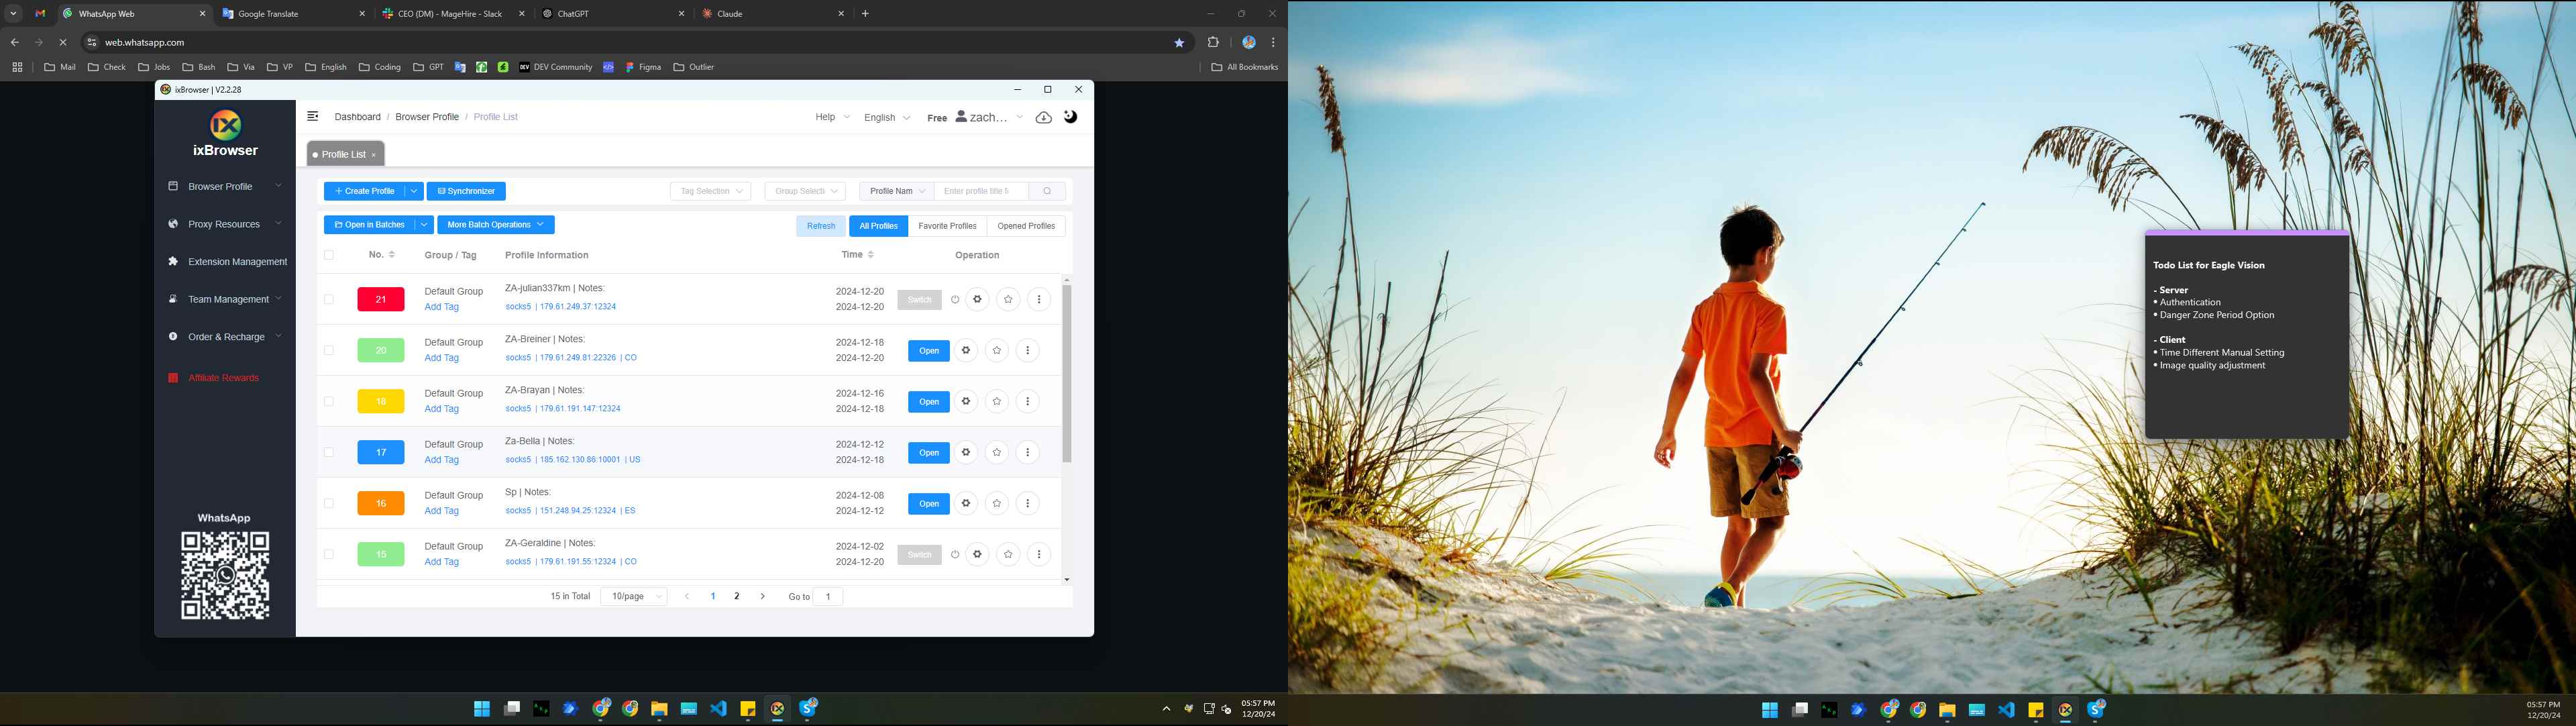 WhatsApp Web
Google Translate
CEO (DM) - MageHire - Slack
ChatGPT
Claude
web.whatsapp.com
Mail
Check
Jobs
Bash
Via
VP
English
Coding
GPT
DEV Community
Figma
Outlier
All Bookmarks
ixBrowser | V2.2.28
IX
ixBrowser
Dashboard / Browser Profile / Profile List
Help
English
Free
zach...
Profile List ×
Browser Profile
Proxy Resources
Extension Management
Team Management
Order & Recharge
Affiliate Rewards
WhatsApp
+ Create Profile
Synchronizer
Tag Selection
Group Selecti
Profile Nam
Open in Batches
More Batch Operations
Refresh
All Profiles
Favorite Profiles
Opened Profiles
No.
Group / Tag
Profile Information
Time
Operation
21
Default Group
Add Tag
ZA-julian337km | Notes:
socks5 | 179.61.249.37:12324
2024-12-20
2024-12-20
Switch
20
Default Group
Add Tag
ZA-Breiner | Notes:
socks5 | 179.61.249.81:22326 | CO
2024-12-18
2024-12-20
Open
18
Default Group
Add Tag
ZA-Brayan | Notes:
socks5 | 179.61.191.147:12324
2024-12-16
2024-12-18
Open
17
Default Group
Add Tag
Za-Bella | Notes:
socks5 | 185.162.130.86:10001 | US
2024-12-12
2024-12-18
Open
16
Default Group
Add Tag
Sp | Notes:
socks5 | 151.248.94.25:12324 | ES
2024-12-08
2024-12-12
Open
15
Default Group
Add Tag
ZA-Geraldine | Notes:
socks5 | 179.61.191.55:12324 | CO
2024-12-02
2024-12-20
Switch
15 in Total
10/page
1
2
Go to
1
05:57 PM
12/20/24
Todo List for Eagle Vision
- Server
• Authentication
• Danger Zone Period Option
- Client
• Time Different Manual Setting
• Image quality adjustment
05:57 PM
12/20/24